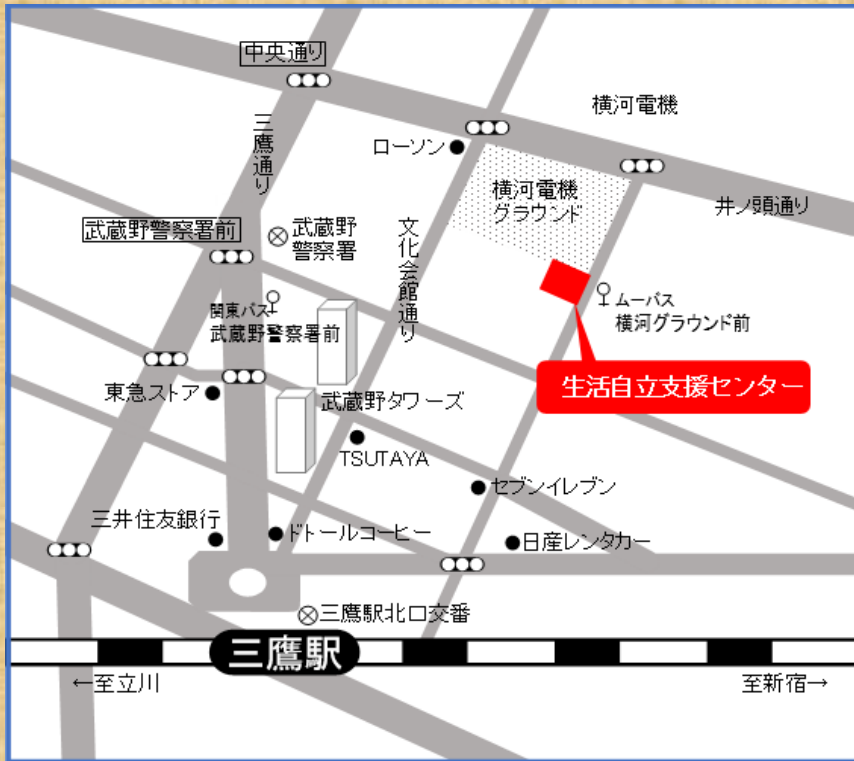 中央通り
横河電機
三鷹通り
ローソン
横河電機
グラウンド
井ノ頭通り
武蔵野警察署前
武蔵野
警察署
文化会館通り
関東バス
武蔵野警察署前
ムーバス
横河グラウンド前
生活自立支援センター
東急ストア
武蔵野タワーズ
TSUTAYA
セブンイレブン
三井住友銀行
ドトールコーヒー
日産レンタカー
三鷹駅北口交番
三鷹駅
←至立川
至新宿→